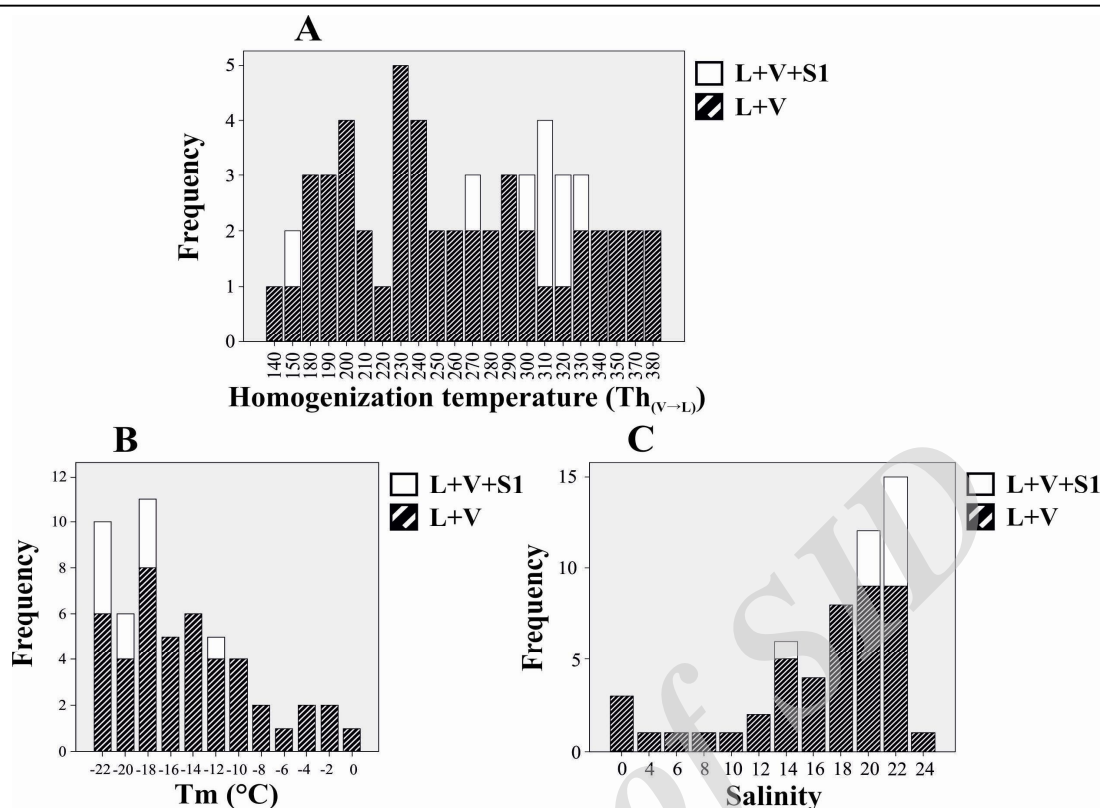 A
L+V+S1
L+V
Frequency
5
4
3
2
1
0
140 150 180 190 200 210 220 230 240 250 260 270 280 290 300 310 320 330 340 350 370 380
Homogenization temperature (Th(V→L))
B
L+V+S1
L+V
Frequency
12
10
8
6
4
2
0
-22 -20 -18 -16 -14 -12 -10 -8 -6 -4 -2 0
Tm (°C)
C
L+V+S1
L+V
Frequency
15
10
5
0
0 4 6 8 10 12 14 16 18 20 22 24
Salinity
of SID